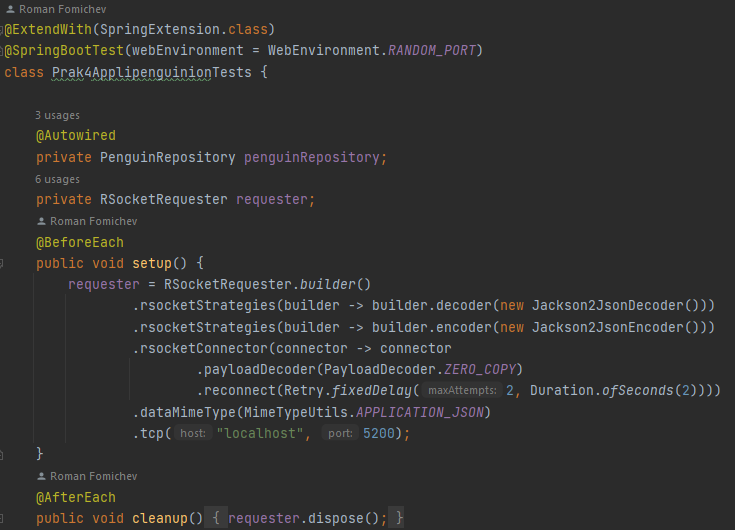 Roman Fomichev
@ExtendWith(SpringExtension.class)
@SpringBootTest(webEnvironment = WebEnvironment.RANDOM_PORT)
class Prak4ApplipenguinionTests {
3 usages
@Autowired
private PenguinRepository penguinRepository;
6 usages
private RSocketRequester requester;
Roman Fomichev
@BeforeEach
public void setup() {
requester = RSocketRequester.builder()
.rsocketStrategies(builder -> builder.decoder(new Jackson2JsonDecoder()))
.rsocketStrategies(builder -> builder.encoder(new Jackson2JsonEncoder()))
.rsocketConnector(connector -> connector
.payloadDecoder(PayloadDecoder.ZERO_COPY)
.reconnect(Retry.fixedDelay( maxAttempts: 2, Duration.ofSeconds(2))))
.dataMimeType(MimeTypeUtils.APPLICATION_JSON)
.tcp( host: "localhost", port: 5200);
}
Roman Fomichev
@AfterEach
public void cleanup() { requester.dispose(); }